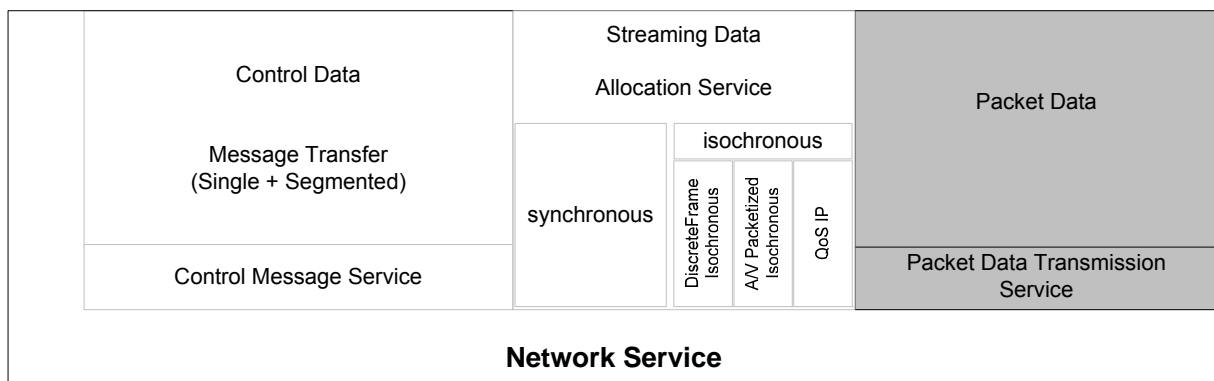 Control Data
Message Transfer
(Single + Segmented)
Control Message Service
Streaming Data
Allocation Service
synchronous
isochronous
DiscreteFrame
Isochronous
A/V Packetized
Isochronous
QoS IP
Packet Data
Packet Data Transmission
Service
Network Service